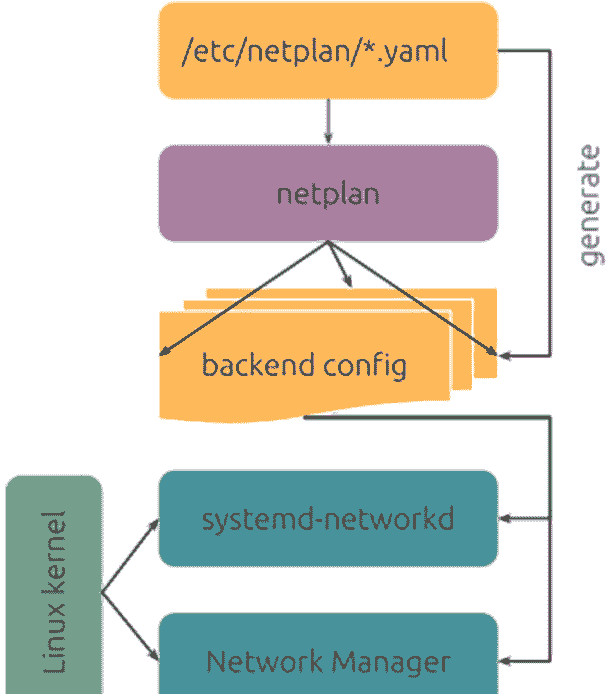 /etc/netplan/*.yaml
generate
netplan
backend config
systemd-networkd
Linux kernel
Network Manager